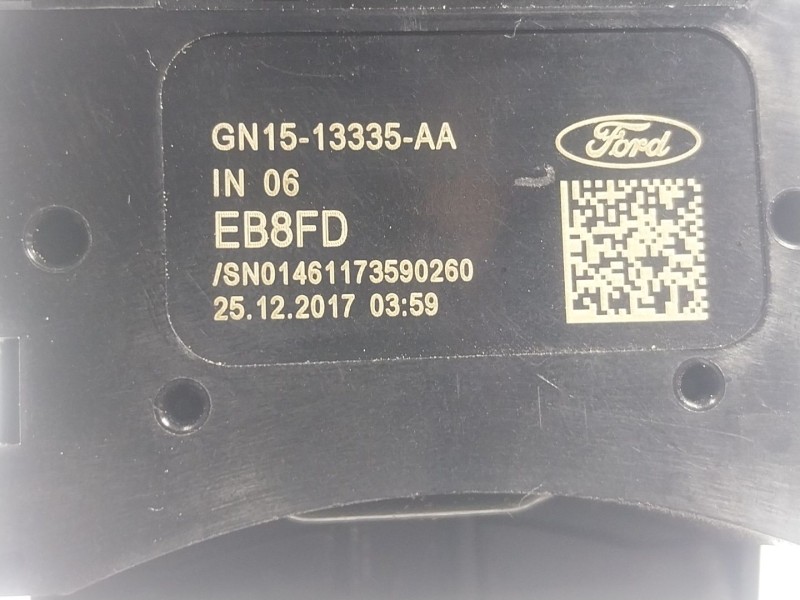 GN15-13335-AA
Ford
IN 06
EB8FD
/SN01461173590260
25.12.2017 03:59